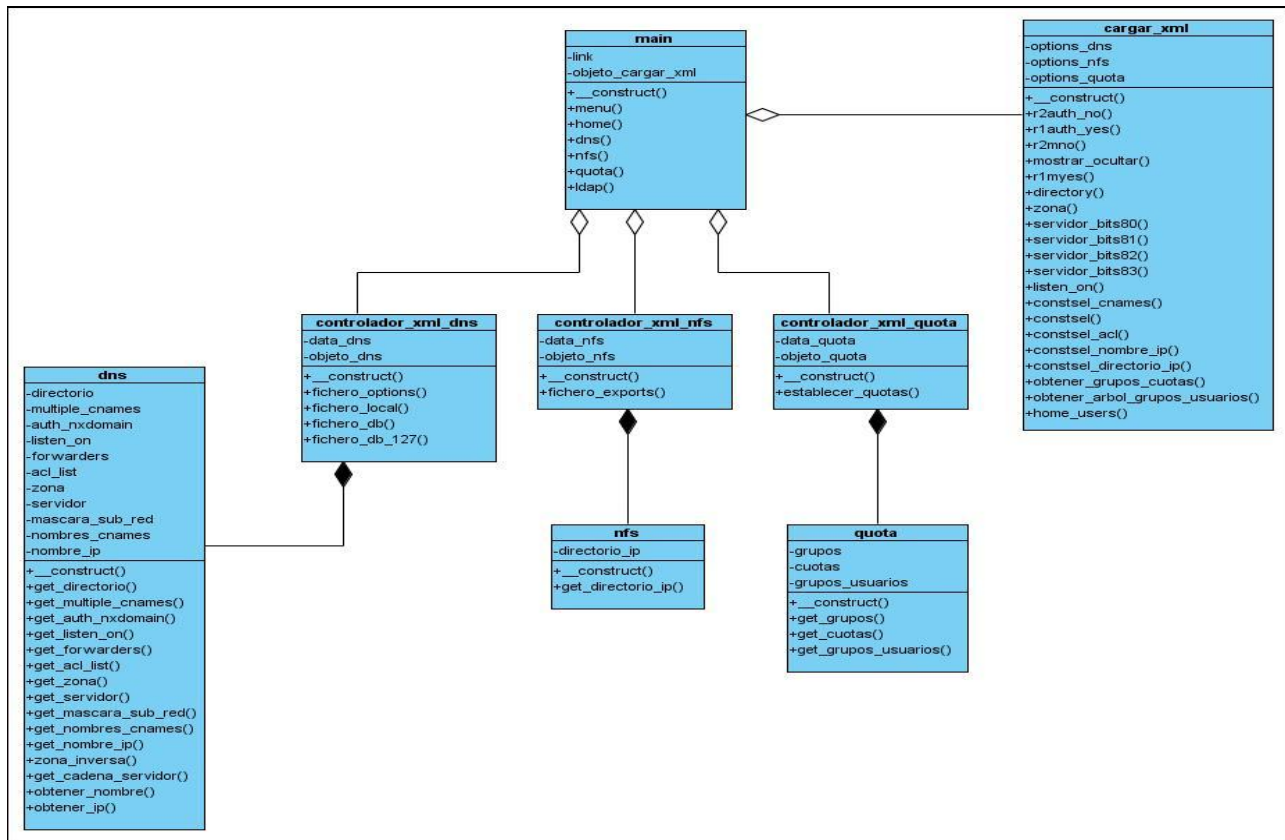 main
-link
-objeto_cargar_xml
+__construct()
+menu()
+home()
+dns()
+nfs()
+quota()
+ldap()
cargar_xml
-options_dns
-options_nfs
-options_quota
+__construct()
+r2auth_no()
+r1auth_yes()
+r2mno()
+mostrar_ocultar()
+r1myes()
+directory()
+zona()
+servidor_bits80()
+servidor_bits81()
+servidor_bits82()
+servidor_bits83()
+listen_on()
+constsel_cnames()
+constsel()
+constsel_acl()
+constsel_nombre_ip()
+constsel_directorio_ip()
+obtener_grupos_cuotas()
+obtener_arbol_grupos_usuarios()
+home_users()
controlador_xml_dns
-data_dns
-objeto_dns
+__construct()
+fichero_options()
+fichero_local()
+fichero_db()
+fichero_db_127()
controlador_xml_nfs
-data_nfs
-objeto_nfs
+__construct()
+fichero_exports()
controlador_xml_quota
-data_quota
-objeto_quota
+__construct()
+establecer_quotas()
dns
-directorio
-multiple_cnames
-auth_nxdomain
-listen_on
-forwarders
-acl_list
-zona
-servidor
-mascara_sub_red
-nombres_cnames
-nombre_ip
+__construct()
+get_directorio()
+get_multiple_cnames()
+get_auth_nxdomain()
+get_listen_on()
+get_forwarders()
+get_acl_list()
+get_zona()
+get_servidor()
+get_mascara_sub_red()
+get_nombres_cnames()
+get_nombre_ip()
+zona_inversa()
+get_cadena_servidor()
+obtener_nombre()
+obtener_ip()
nfs
-directorio_ip
+__construct()
+get_directorio_ip()
quota
-grupos
-cuotas
-grupos_usuarios
+__construct()
+get_grupos()
+get_cuotas()
+get_grupos_usuarios()